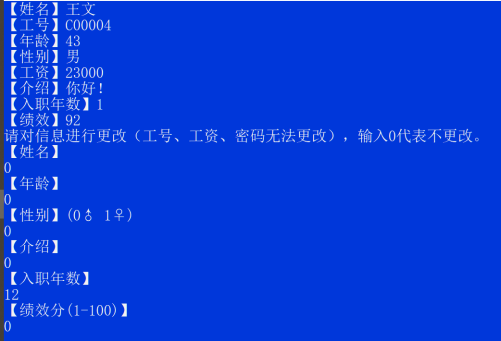 【姓名】王文
【工号】C00004
【年龄】43
【性别】男
【工资】23000
【介绍】你好!
【入职年数】1
【绩效】92
请对信息进行更改（工号、工资、密码无法更改），输入0代表不更改。
【姓名】
0
【年龄】
0
【性别】(0♂ 1♀)
0
【介绍】
0
【入职年数】
12
【绩效分(1-100)】
0